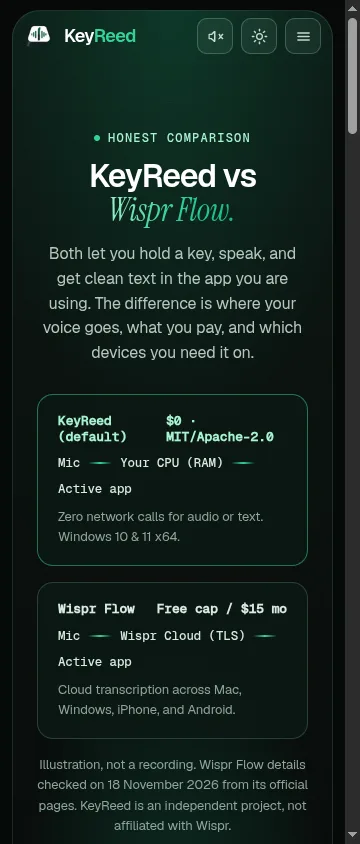 KeyReed
HONEST COMPARISON
KeyReed vs
Wispr Flow.
Both let you hold a key, speak, and
get clean text in the app you are
using. The difference is where your
voice goes, what you pay, and which
devices you need it on.
KeyReed $0 ·
(default) MIT/Apache-2.0
Mic Your CPU (RAM)
Active app
Zero network calls for audio or text.
Windows 10 & 11 x64.
Wispr Flow Free cap / $15 mo
Mic Wispr Cloud (TLS)
Active app
Cloud transcription across Mac,
Windows, iPhone, and Android.
Illustration, not a recording. Wispr Flow details
checked on 18 November 2026 from its official
pages. KeyReed is an independent project, not
affiliated with Wispr.